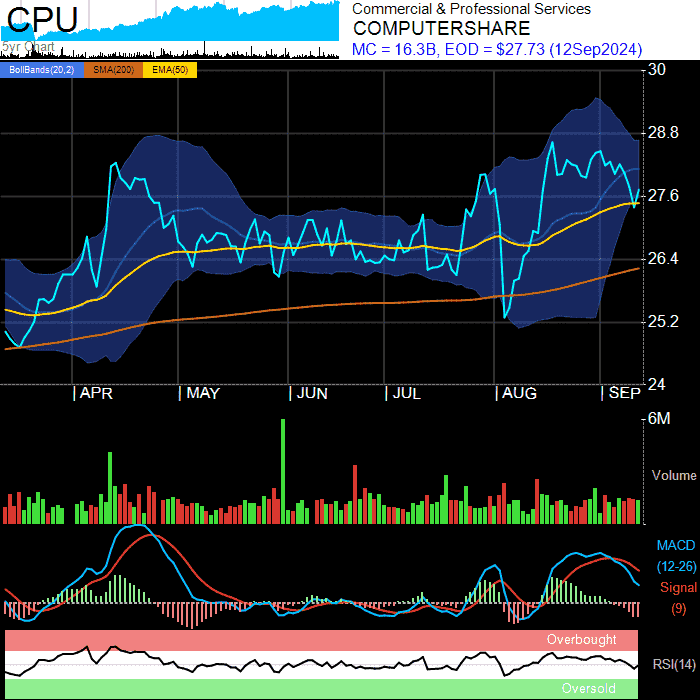 CPU
Commercial & Professional Services
COMPUTERSHARE
5yr Chart
MC = 16.3B, EOD = $27.73 (12Sep2024)
BollBands(20,2) SMA(200) EMA(50)
30
28.8
27.6
26.4
25.2
24
APR MAY JUN JUL AUG SEP
6M
Volume
MACD
(12-26)
Signal
(9)
Overbought
RSI(14)
Oversold